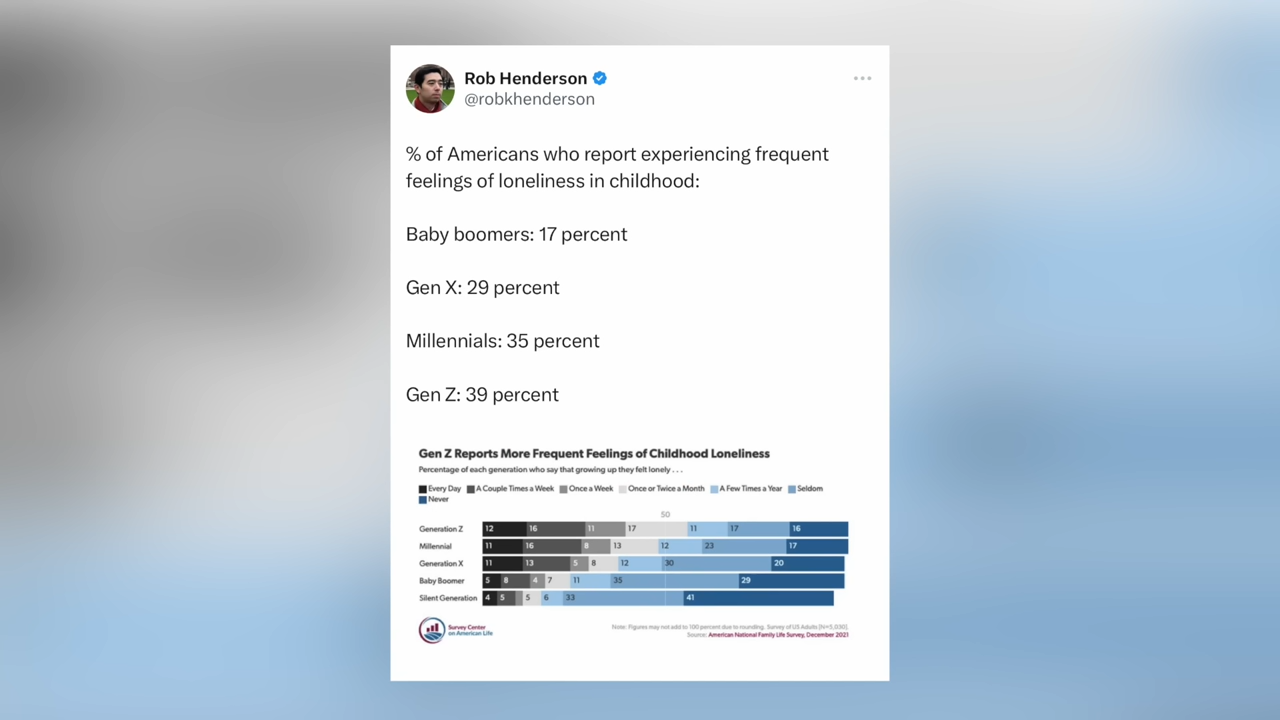 Rob Henderson
@robkhenderson
% of Americans who report experiencing frequent
feelings of loneliness in childhood:
Baby boomers: 17 percent
Gen X: 29 percent
Millennials: 35 percent
Gen Z: 39 percent
Gen Z Reports More Frequent Feelings of Childhood Loneliness
Percentage of each generation who say that growing up they felt lonely . . .
Every Day A Couple Times a Week Once a Week Once or Twice a Month A Few Times a Year Seldom
Never
50
Generation Z 12 16 11 17 11 17 16
Millennial 11 16 8 13 12 23 17
Generation X 11 13 5 8 12 30 20
Baby Boomer 5 8 4 7 11 35 29
Silent Generation 4 5 5 6 33 41
Survey Center
on American Life
Note: Figures may not add to 100 percent due to rounding. Survey of US Adults [N=5,030].
Source: American National Family Life Survey, December 2021